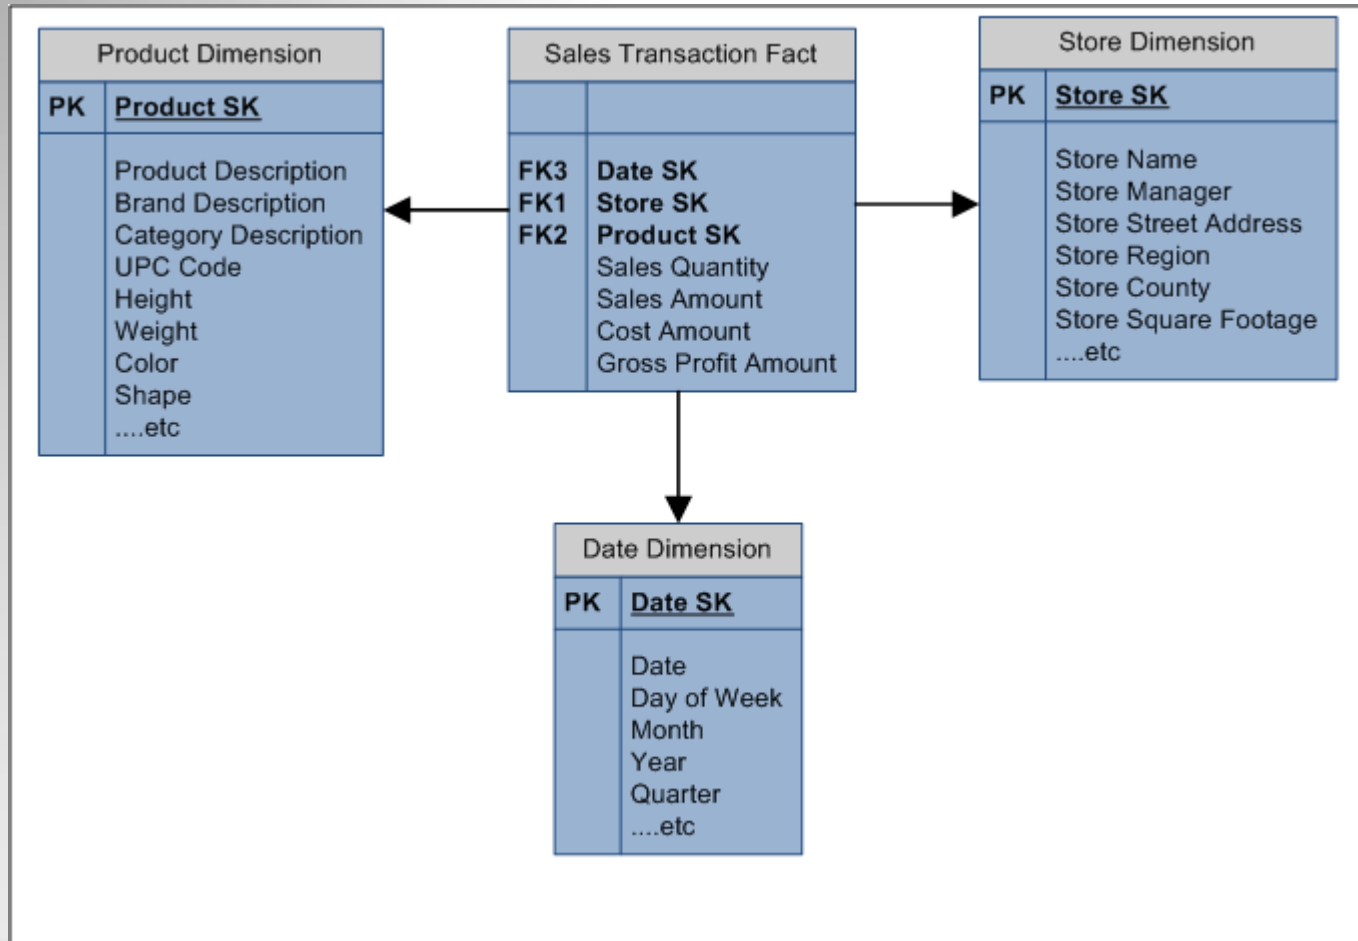 Product Dimension
PK Product SK
Product Description
Brand Description
Category Description
UPC Code
Height
Weight
Color
Shape
....etc
Sales Transaction Fact
FK3 Date SK
FK1 Store SK
FK2 Product SK
Sales Quantity
Sales Amount
Cost Amount
Gross Profit Amount
Store Dimension
PK Store SK
Store Name
Store Manager
Store Street Address
Store Region
Store County
Store Square Footage
....etc
Date Dimension
PK Date SK
Date
Day of Week
Month
Year
Quarter
....etc